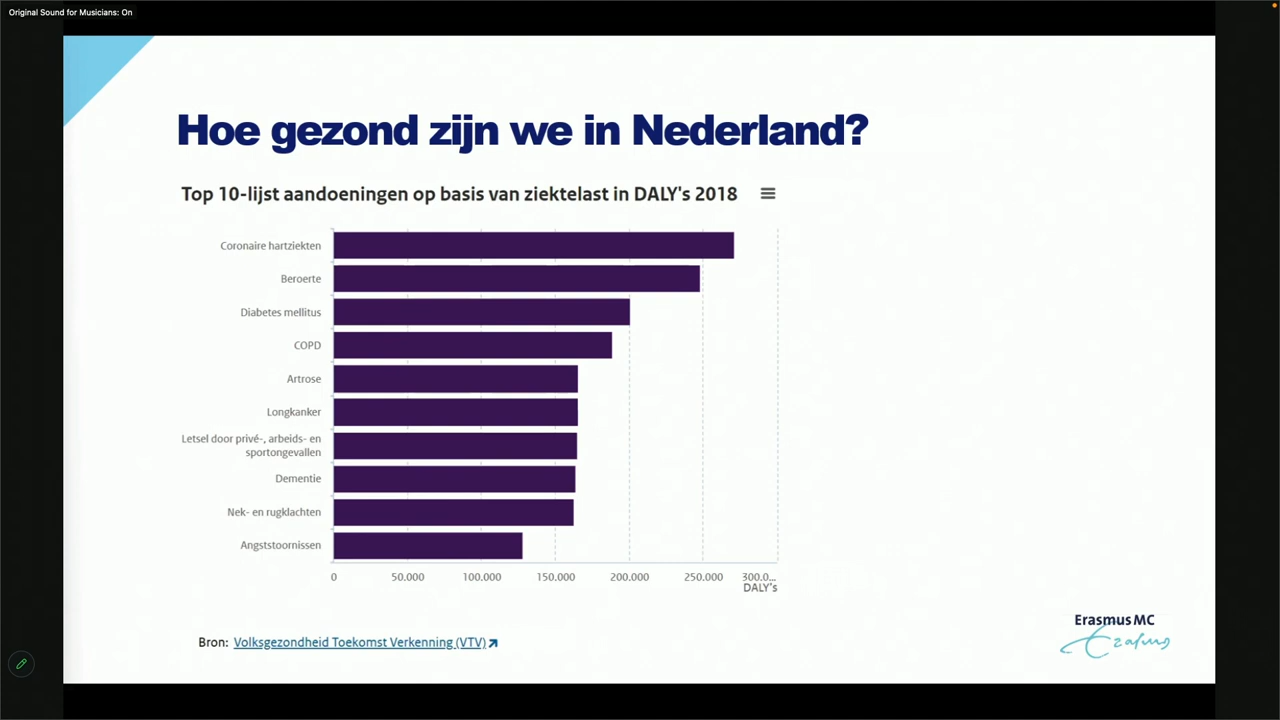 Original Sound for Musicians: On
Hoe gezond zijn we in Nederland?
Top 10-lijst aandoeningen op basis van ziektelast in DALY's 2018
Coronaire hartziekten
Beroerte
Diabetes mellitus
COPD
Artrose
Longkanker
Letsel door privé-, arbeids- en
sportongevallen
Dementie
Nek- en rugklachten
Angststoornissen
0 50.000 100.000 150.000 200.000 250.000 300.0...
DALY's
Bron: Volksgezondheid Toekomst Verkenning (VTV)
Erasmus MC
Erasmus